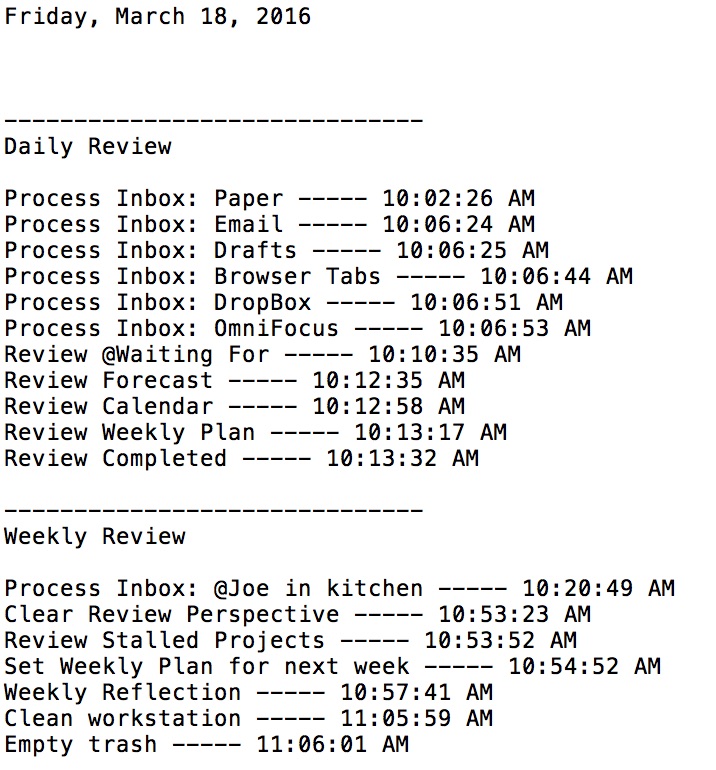 Friday, March 18, 2016
------------------------------
Daily Review
Process Inbox: Paper ----- 10:02:26 AM
Process Inbox: Email ----- 10:06:24 AM
Process Inbox: Drafts ----- 10:06:25 AM
Process Inbox: Browser Tabs ----- 10:06:44 AM
Process Inbox: DropBox ----- 10:06:51 AM
Process Inbox: OmniFocus ----- 10:06:53 AM
Review @Waiting For ----- 10:10:35 AM
Review Forecast ----- 10:12:35 AM
Review Calendar ----- 10:12:58 AM
Review Weekly Plan ----- 10:13:17 AM
Review Completed ----- 10:13:32 AM
------------------------------
Weekly Review
Process Inbox: @Joe in kitchen ----- 10:20:49 AM
Clear Review Perspective ----- 10:53:23 AM
Review Stalled Projects ----- 10:53:52 AM
Set Weekly Plan for next week ----- 10:54:52 AM
Weekly Reflection ----- 10:57:41 AM
Clean workstation ----- 11:05:59 AM
Empty trash ----- 11:06:01 AM